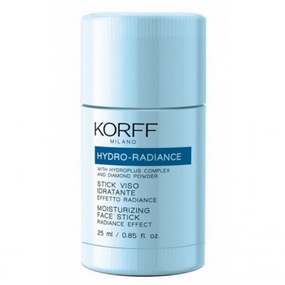 KORFF
MILANO
HYDRO-RADIANCE
WITH HYDROPLUS COMPLEX
AND DIAMOND POWDER
STICK VISO
IDRATANTE
EFFETTO RADIANCE
MOISTURIZING
FACE STICK
RADIANCE EFFECT
25 ml / 0.85 fl. oz.